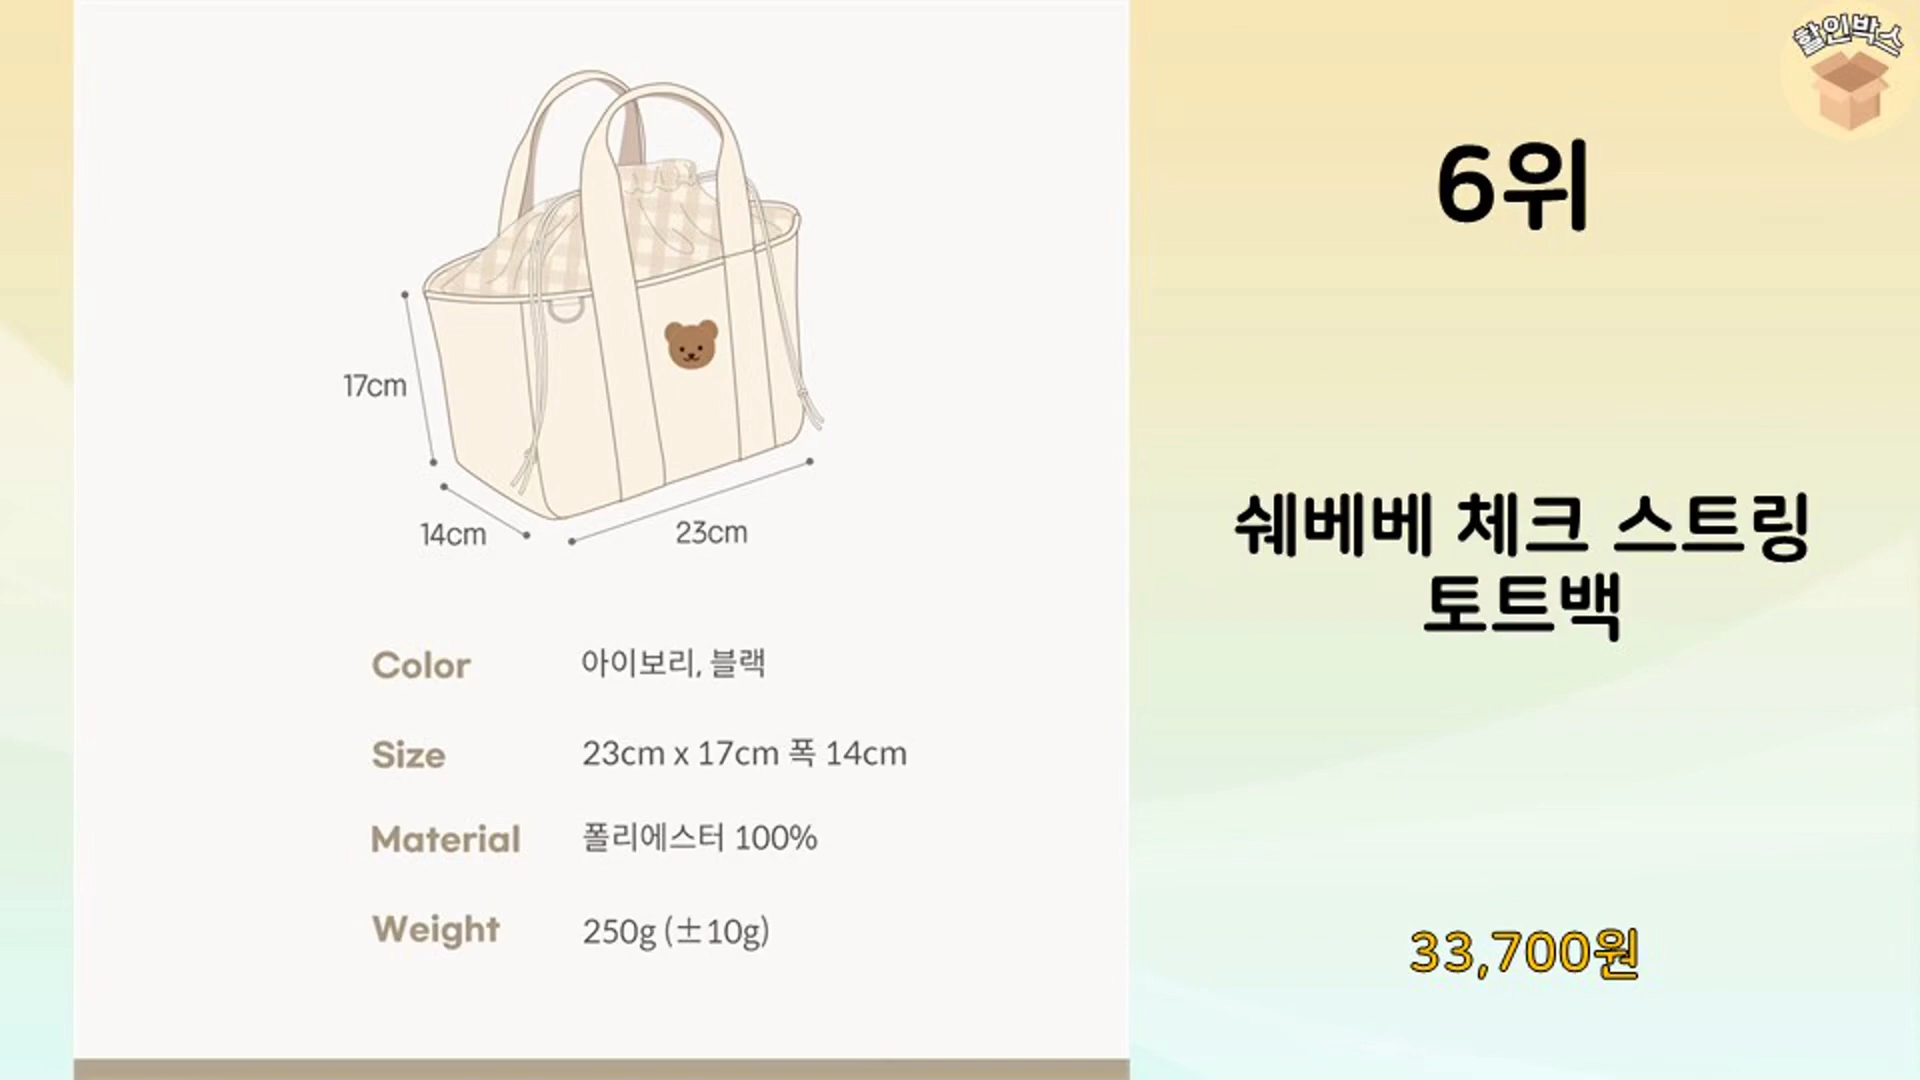 할인박스
6위
쉐베베 체크 스트링
토트백
33,700원
17cm
14cm
23cm
Color 아이보리, 블랙
Size 23cm x 17cm 폭 14cm
Material 폴리에스터 100%
Weight 250g (±10g)